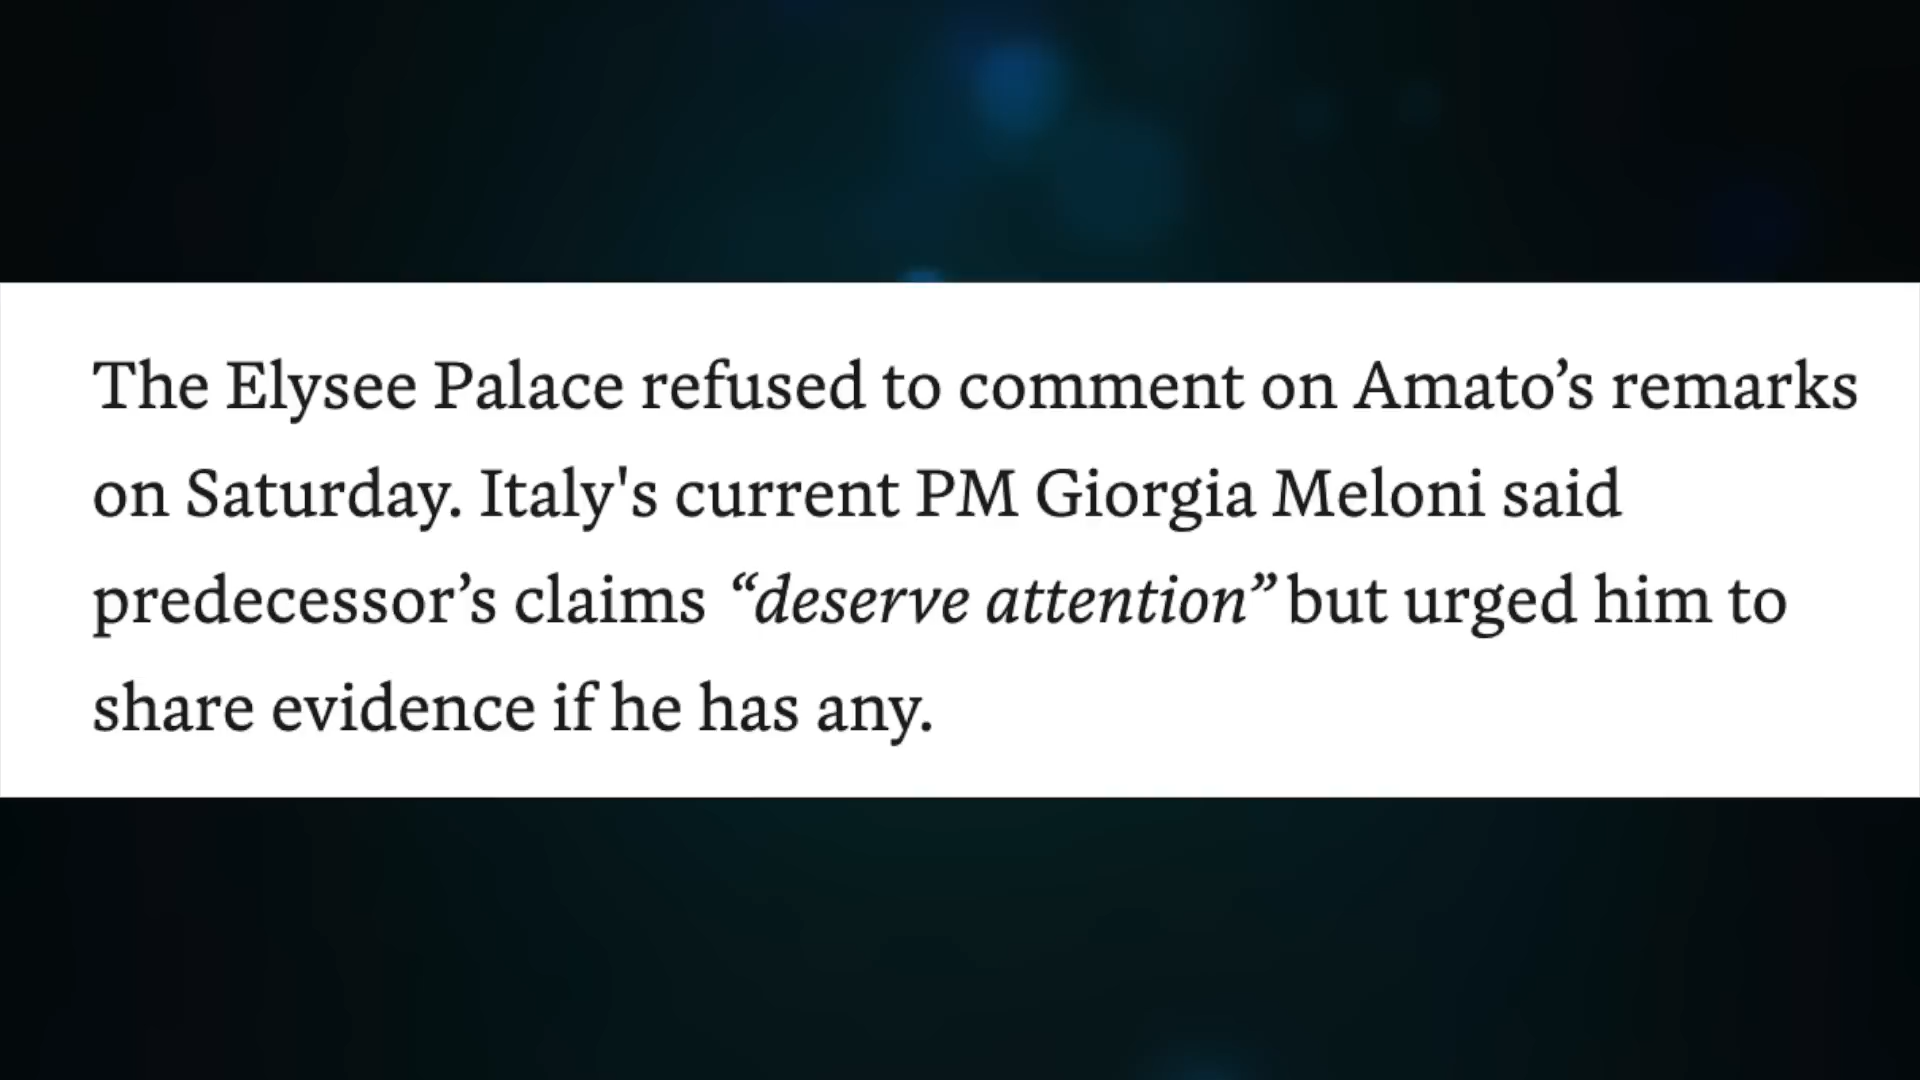 The Elysee Palace refused to comment on Amato’s remarks
on Saturday. Italy's current PM Giorgia Meloni said
predecessor’s claims “deserve attention” but urged him to
share evidence if he has any.